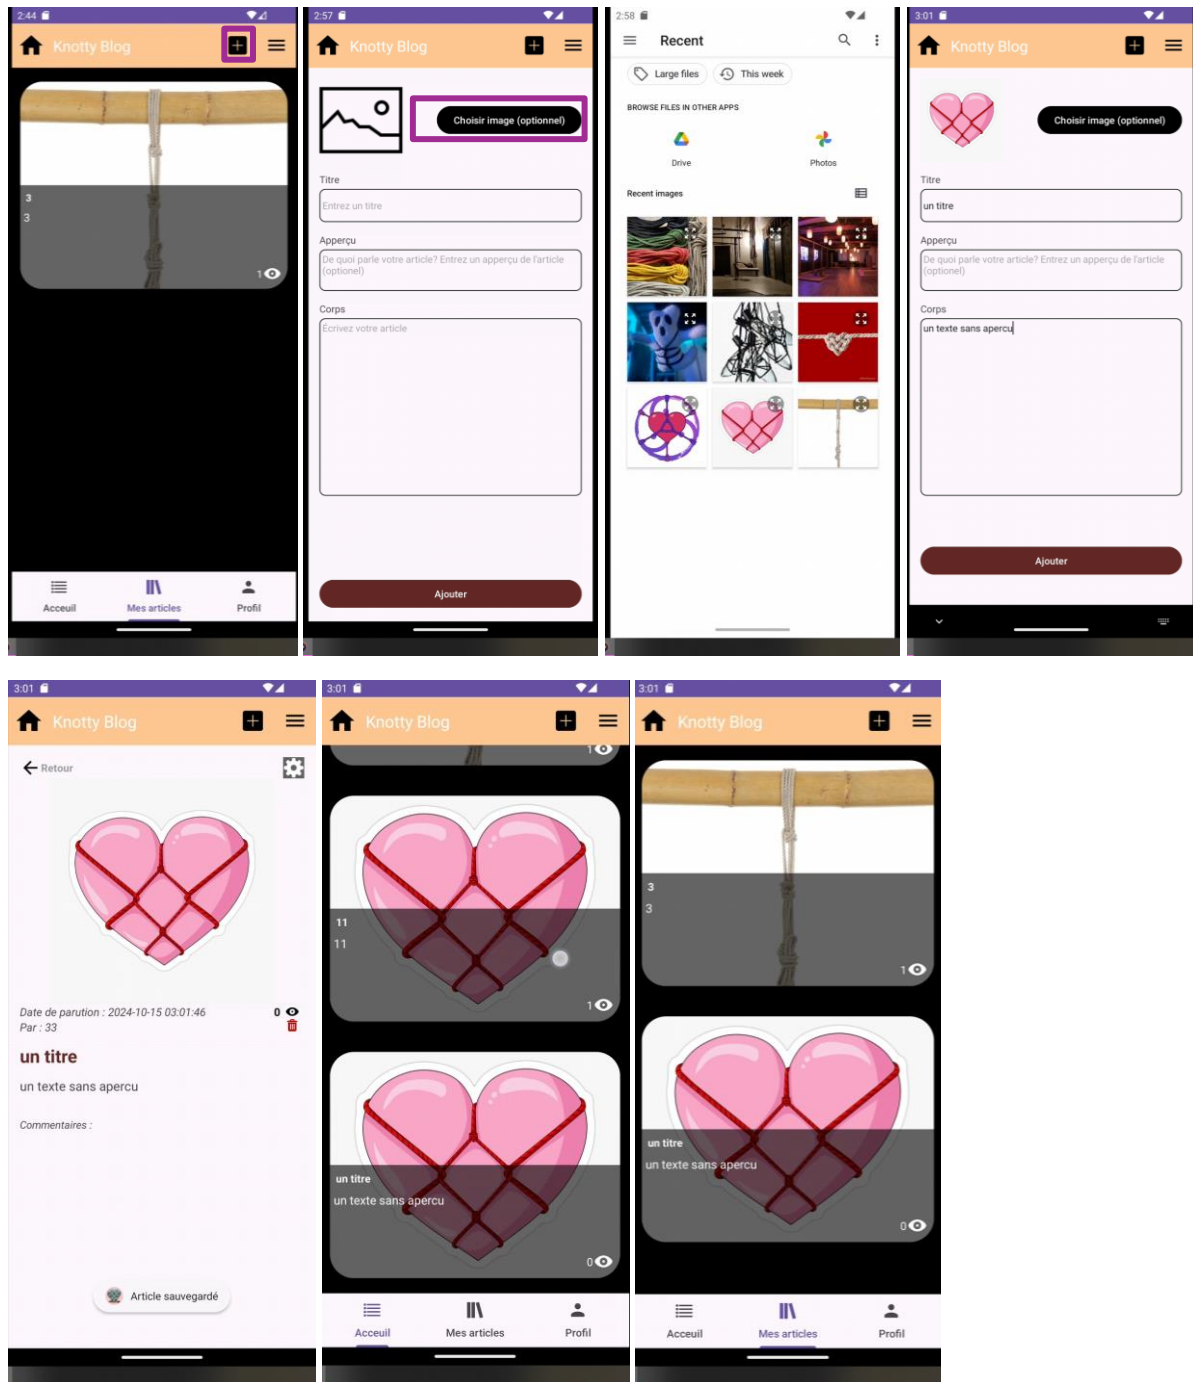 2:44
Knotty Blog
3
3
1
Acceuil Mes articles Profil
2:57
Knotty Blog
Choisir image (optionnel)
Titre
Entrez un titre
Apperçu
De quoi parle votre article? Entrez un apperçu de l'article
(optionel)
Corps
Écrivez votre article
Ajouter
2:58
Recent
Large files This week
BROWSE FILES IN OTHER APPS
Drive Photos
Recent images
3:01
Knotty Blog
Choisir image (optionnel)
Titre
un titre
Apperçu
De quoi parle votre article? Entrez un apperçu de l'article
(optionel)
Corps
un texte sans apercu
Ajouter
3:01
Knotty Blog
Retour
Date de parution : 2024-10-15 03:01:46 0
Par : 33
un titre
un texte sans apercu
Commentaires :
Article sauvegardé
3:01
Knotty Blog
1
11
11
1
un titre
un texte sans apercu
0
Acceuil Mes articles Profil
3:01
Knotty Blog
3
3
1
un titre
un texte sans apercu
0
Acceuil Mes articles Profil